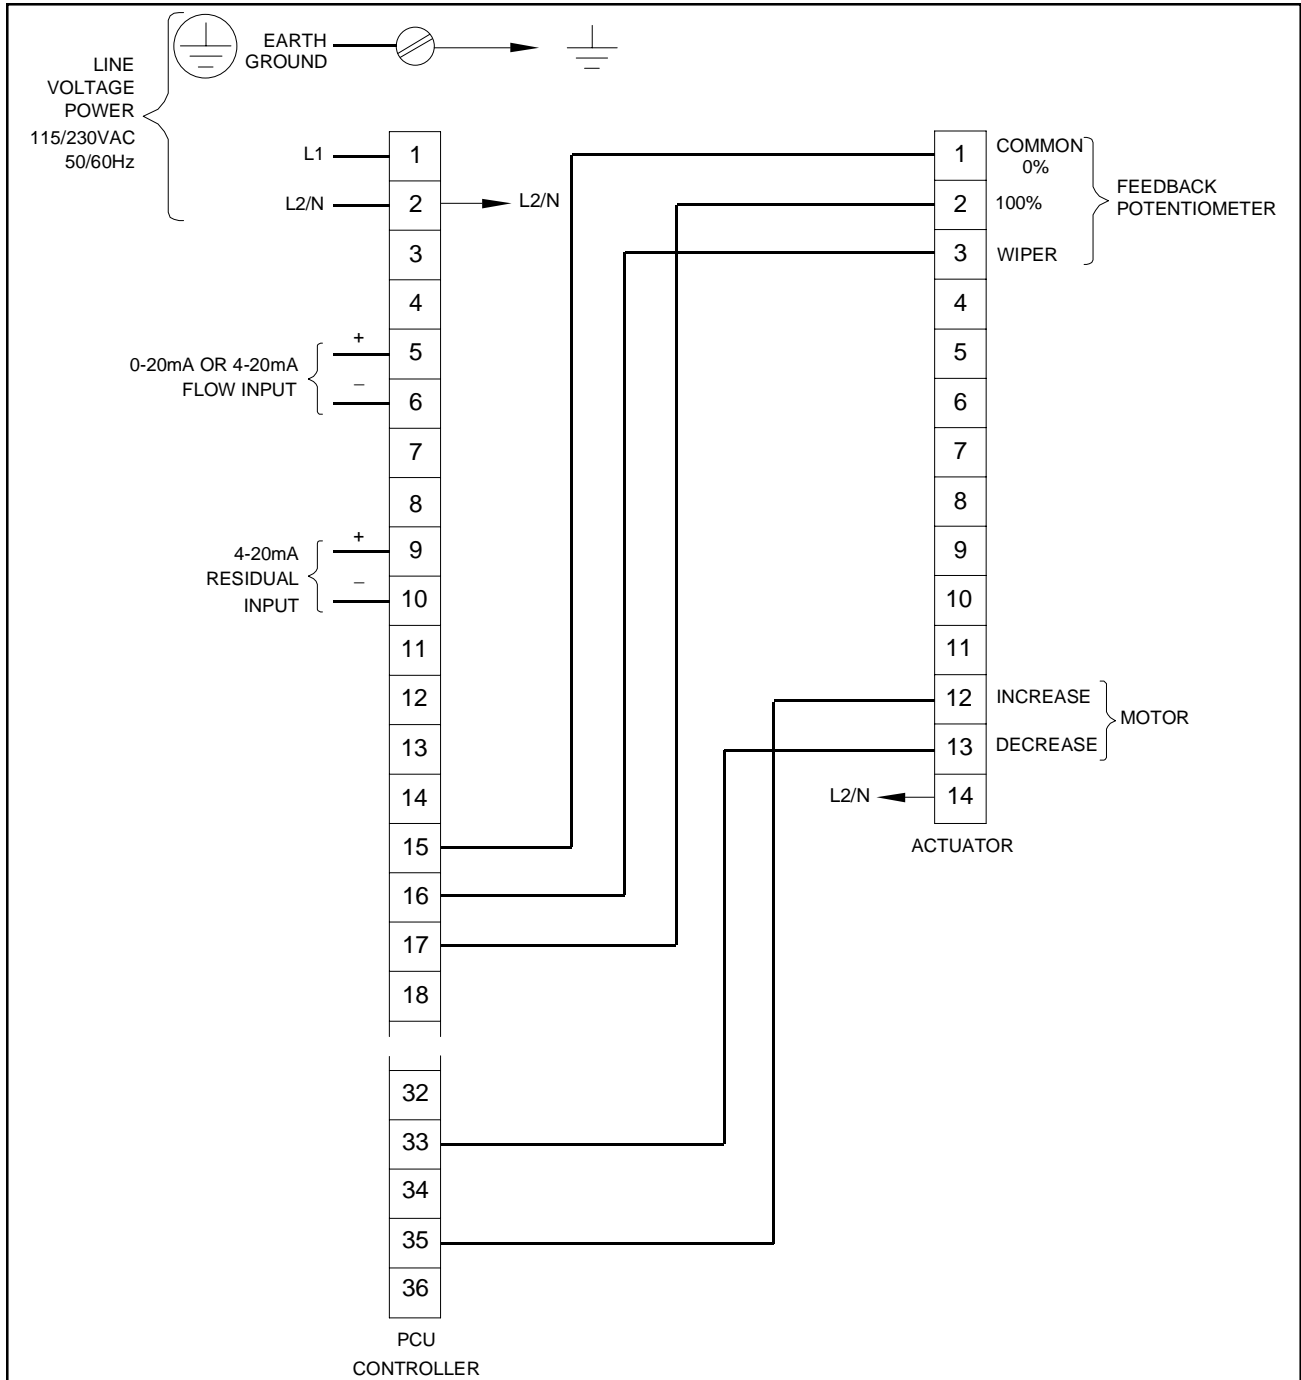 EARTH
GROUND
LINE
VOLTAGE
POWER
115/230VAC
50/60Hz
L1
L2/N
L2/N
0-20mA OR 4-20mA
FLOW INPUT
+
–
4-20mA
RESIDUAL
INPUT
+
–
1
2
3
4
5
6
7
8
9
10
11
12
13
14
15
16
17
18
32
33
34
35
36
PCU
CONTROLLER
1
2
3
4
5
6
7
8
9
10
11
12
13
14
COMMON
0%
100%
WIPER
FEEDBACK
POTENTIOMETER
INCREASE
DECREASE
MOTOR
L2/N
ACTUATOR